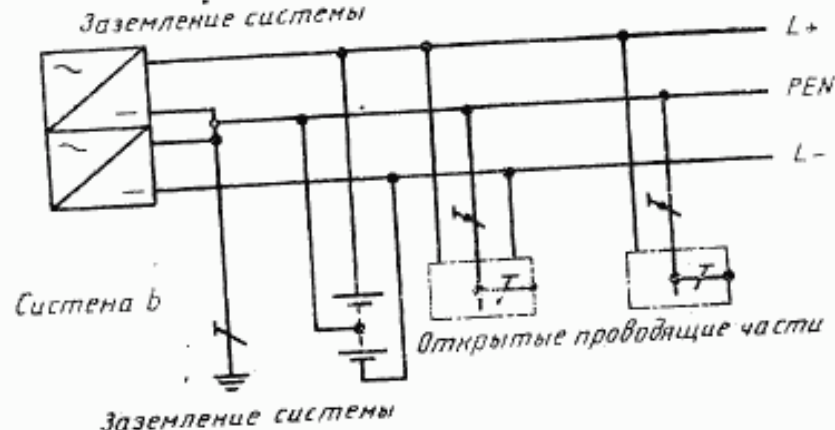 Заземление системы
L+
PEN
L-
Система b
Открытые проводящие части
Заземление системы